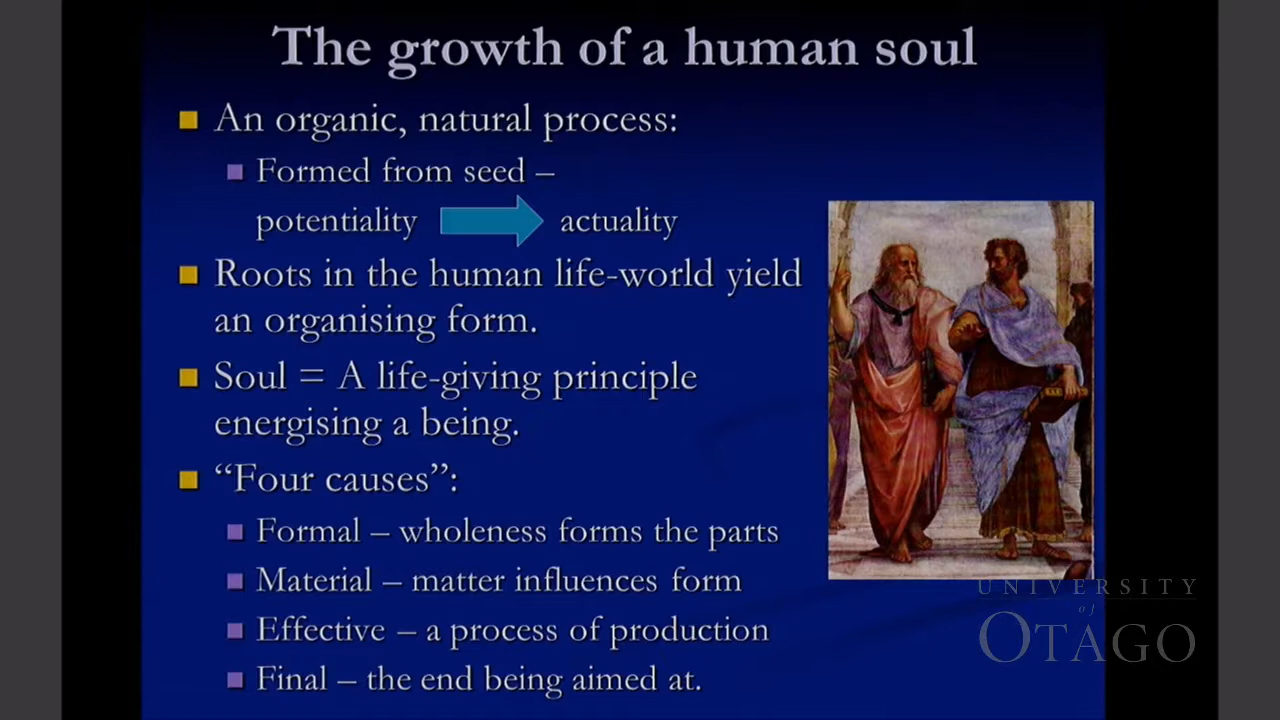 The growth of a human soul
An organic, natural process:
Formed from seed –
potentiality actuality
Roots in the human life-world yield
an organising form.
Soul = A life-giving principle
energising a being.
“Four causes”:
Formal – wholeness forms the parts
Material – matter influences form
Effective – a process of production
Final – the end being aimed at.
UNIVERSITY
of
OTAGO